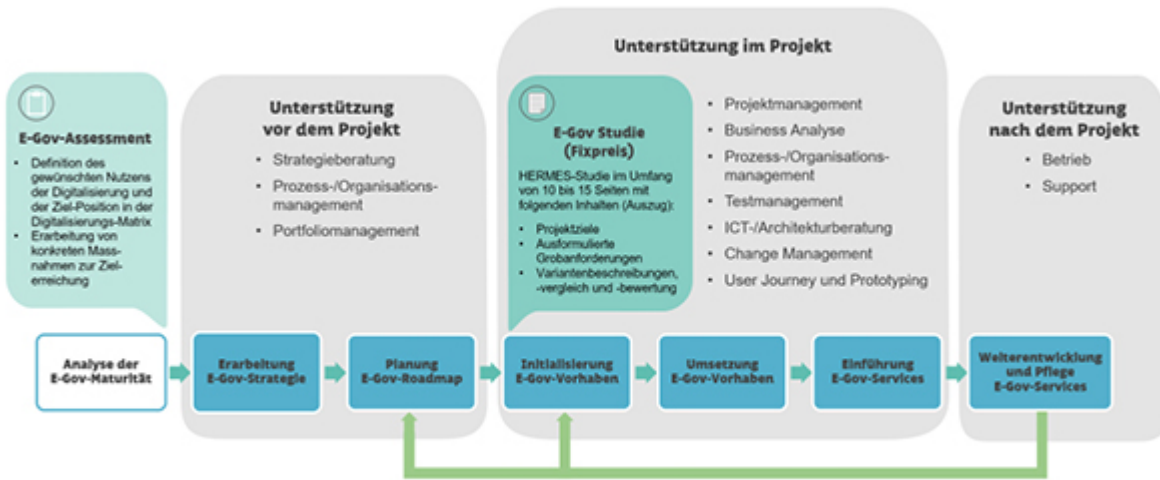 Unterstützung im Projekt
E-Gov-Assessment
• Definition des
gewünschten Nutzens
der Digitalisierung und
der Ziel-Position in der
Digitalisierungs-Matrix
• Erarbeitung von
konkreten Mass-
nahmen zur Ziel-
erreichung
Unterstützung
vor dem Projekt
• Strategieberatung
• Prozess-/Organisations-
management
• Portfoliomanagement
E-Gov Studie
(Fixpreis)
HERMES-Studie im Umfang
von 10 bis 15 Seiten mit
folgenden Inhalten (Auszug):
• Projektziele
• Ausformulierte
Grobanforderungen
• Variantenbeschreibungen,
-vergleich und -bewertung
• Projektmanagement
• Business Analyse
• Prozess-/Organisations-
management
• Testmanagement
• ICT-/Architekturberatung
• Change Management
• User Journey und Prototyping
Unterstützung
nach dem Projekt
• Betrieb
• Support
Analyse der
E-Gov-Maturität
Erarbeitung
E-Gov-Strategie
Planung
E-Gov-Roadmap
Initialisierung
E-Gov-Vorhaben
Umsetzung
E-Gov-Vorhaben
Einführung
E-Gov-Services
Weiterentwicklung
und Pflege
E-Gov-Services